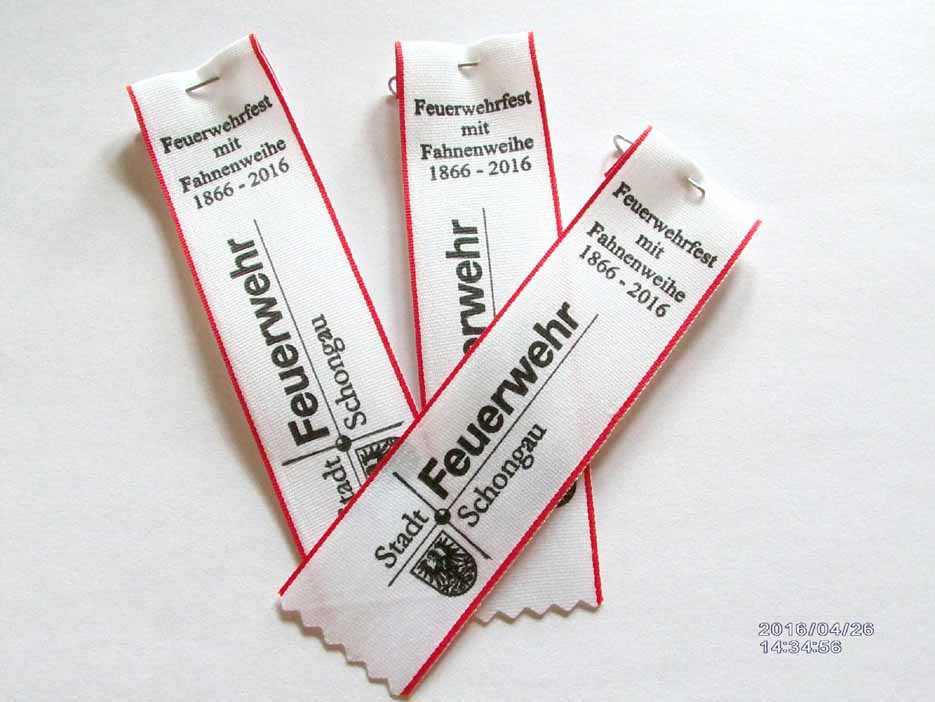 Feuerwehrfest
mit
Fahnenweihe
1866 - 2016
Feuerwehr
Stadt Schongau
Feuerwehrfest
mit
Fahnenweihe
1866 - 2016
Feuerwehrfest
mit
Fahnenweihe
1866 - 2016
Feuerwehr
Stadt Schongau
2016/04/26
14:34:56